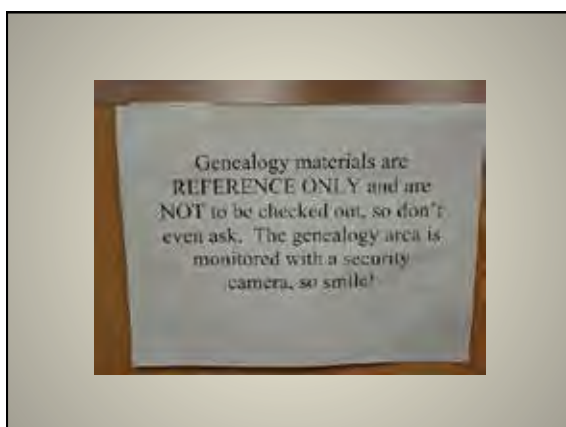 Genealogy materials are
REFERENCE ONLY and are
NOT to be checked out, so don't
even ask. The genealogy area is
monitored with a security
camera, so smile!